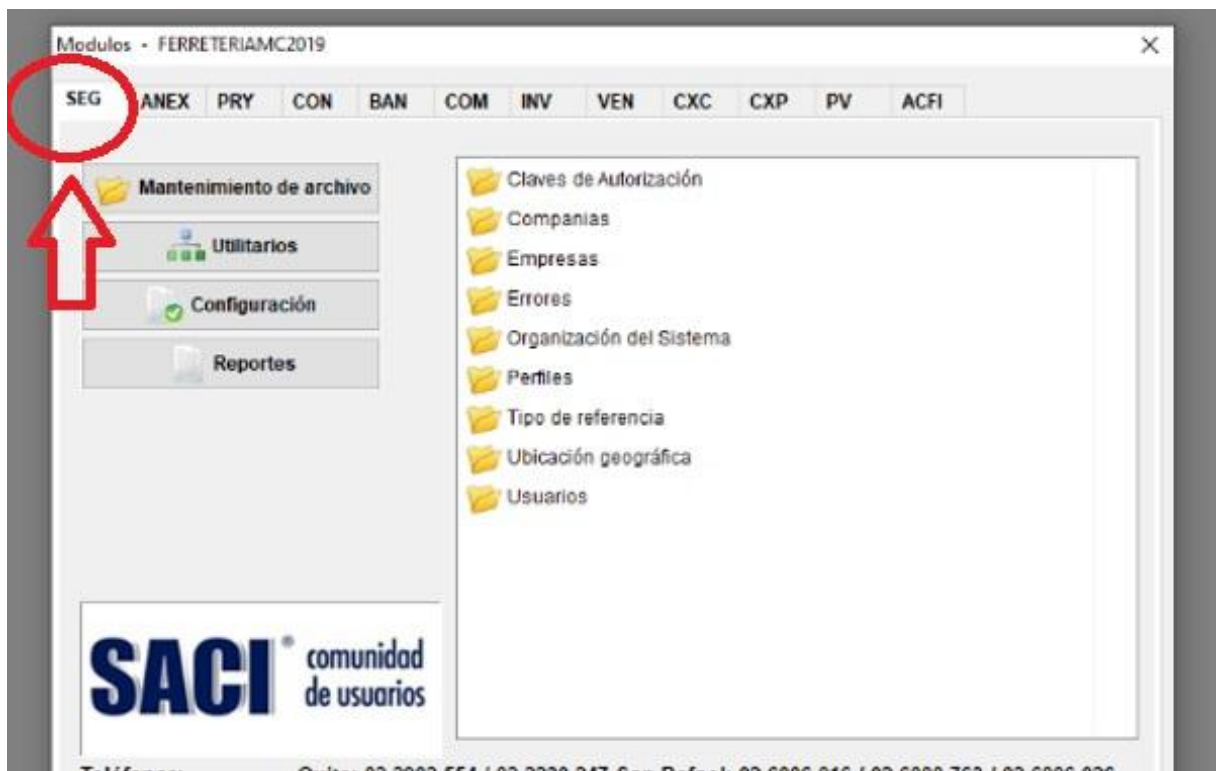 Modulos - FERRETERIAMC2019
SEG ANEX PRY CON BAN COM INV VEN CXC CXP PV ACFI
Mantenimiento de archivo
Utilitarios
Configuración
Reportes
Claves de Autorización
Companias
Empresas
Errores
Organización del Sistema
Perfiles
Tipo de referencia
Ubicación geográfica
Usuarios
SACI® comunidad
de usuarios